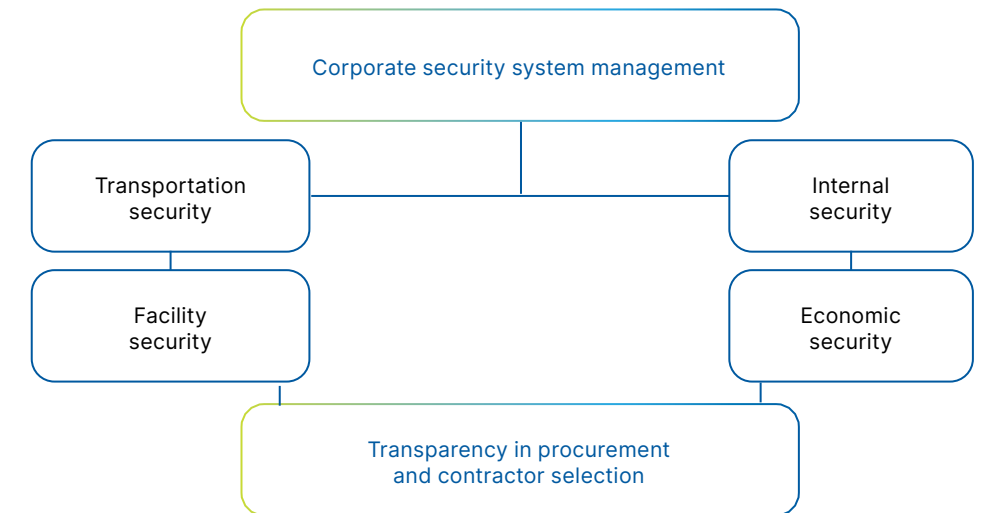 Corporate security system management
Transportation
security
Internal
security
Facility
security
Economic
security
Transparency in procurement
and contractor selection